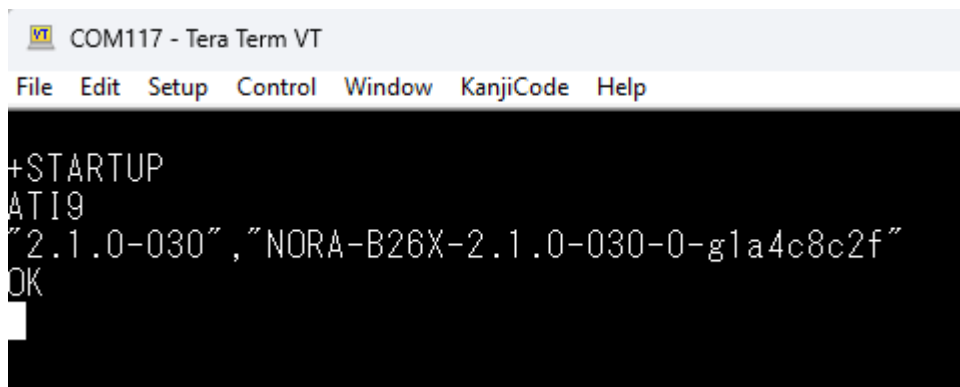 COM117 - Tera Term VT
File Edit Setup Control Window KanjiCode Help
+STARTUP
ATI9
"2.1.0-030","NORA-B26X-2.1.0-030-0-g1a4c8c2f"
OK